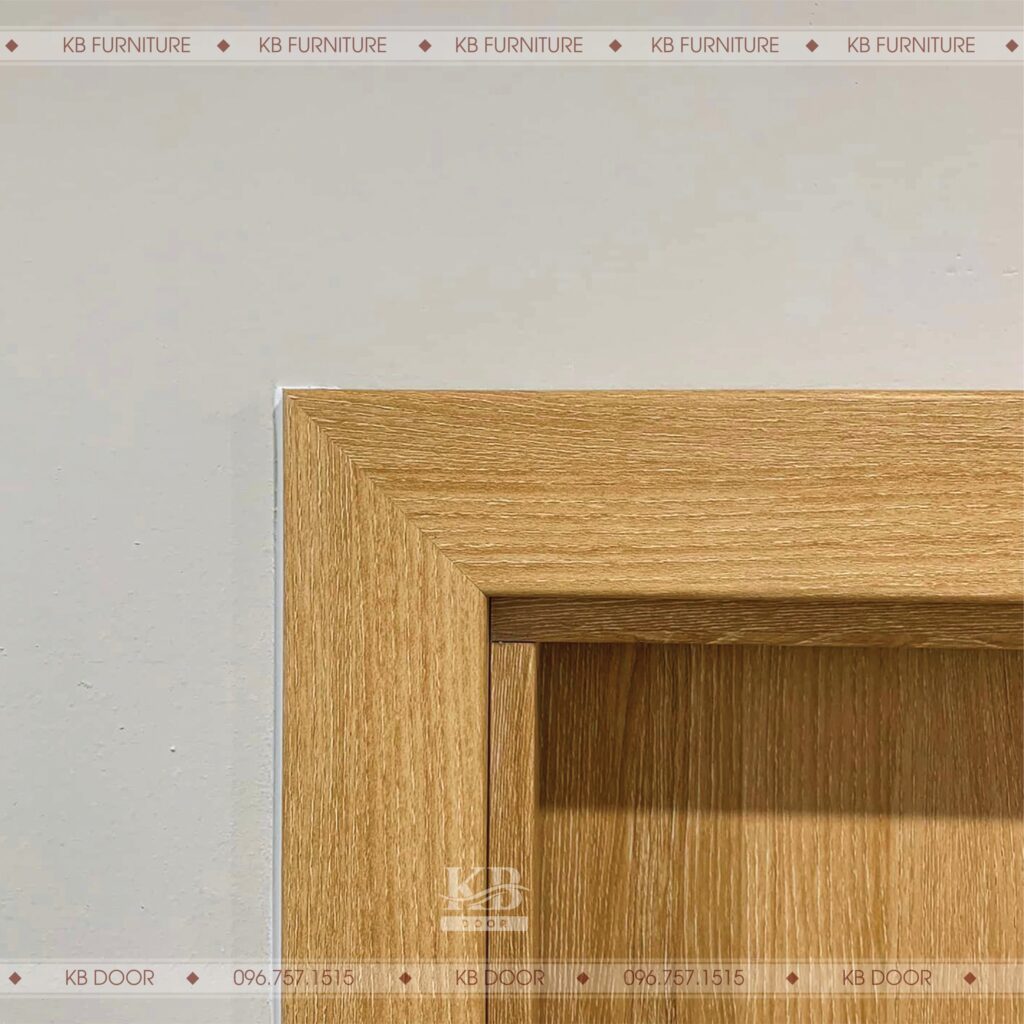 ◆ KB FURNITURE ◆ KB FURNITURE ◆ KB FURNITURE ◆ KB FURNITURE ◆ KB FURNITURE ◆
KB
DOOR
◆ KB DOOR ◆ 096.757.1515 ◆ KB DOOR ◆ 096.757.1515 ◆ KB DOOR ◆